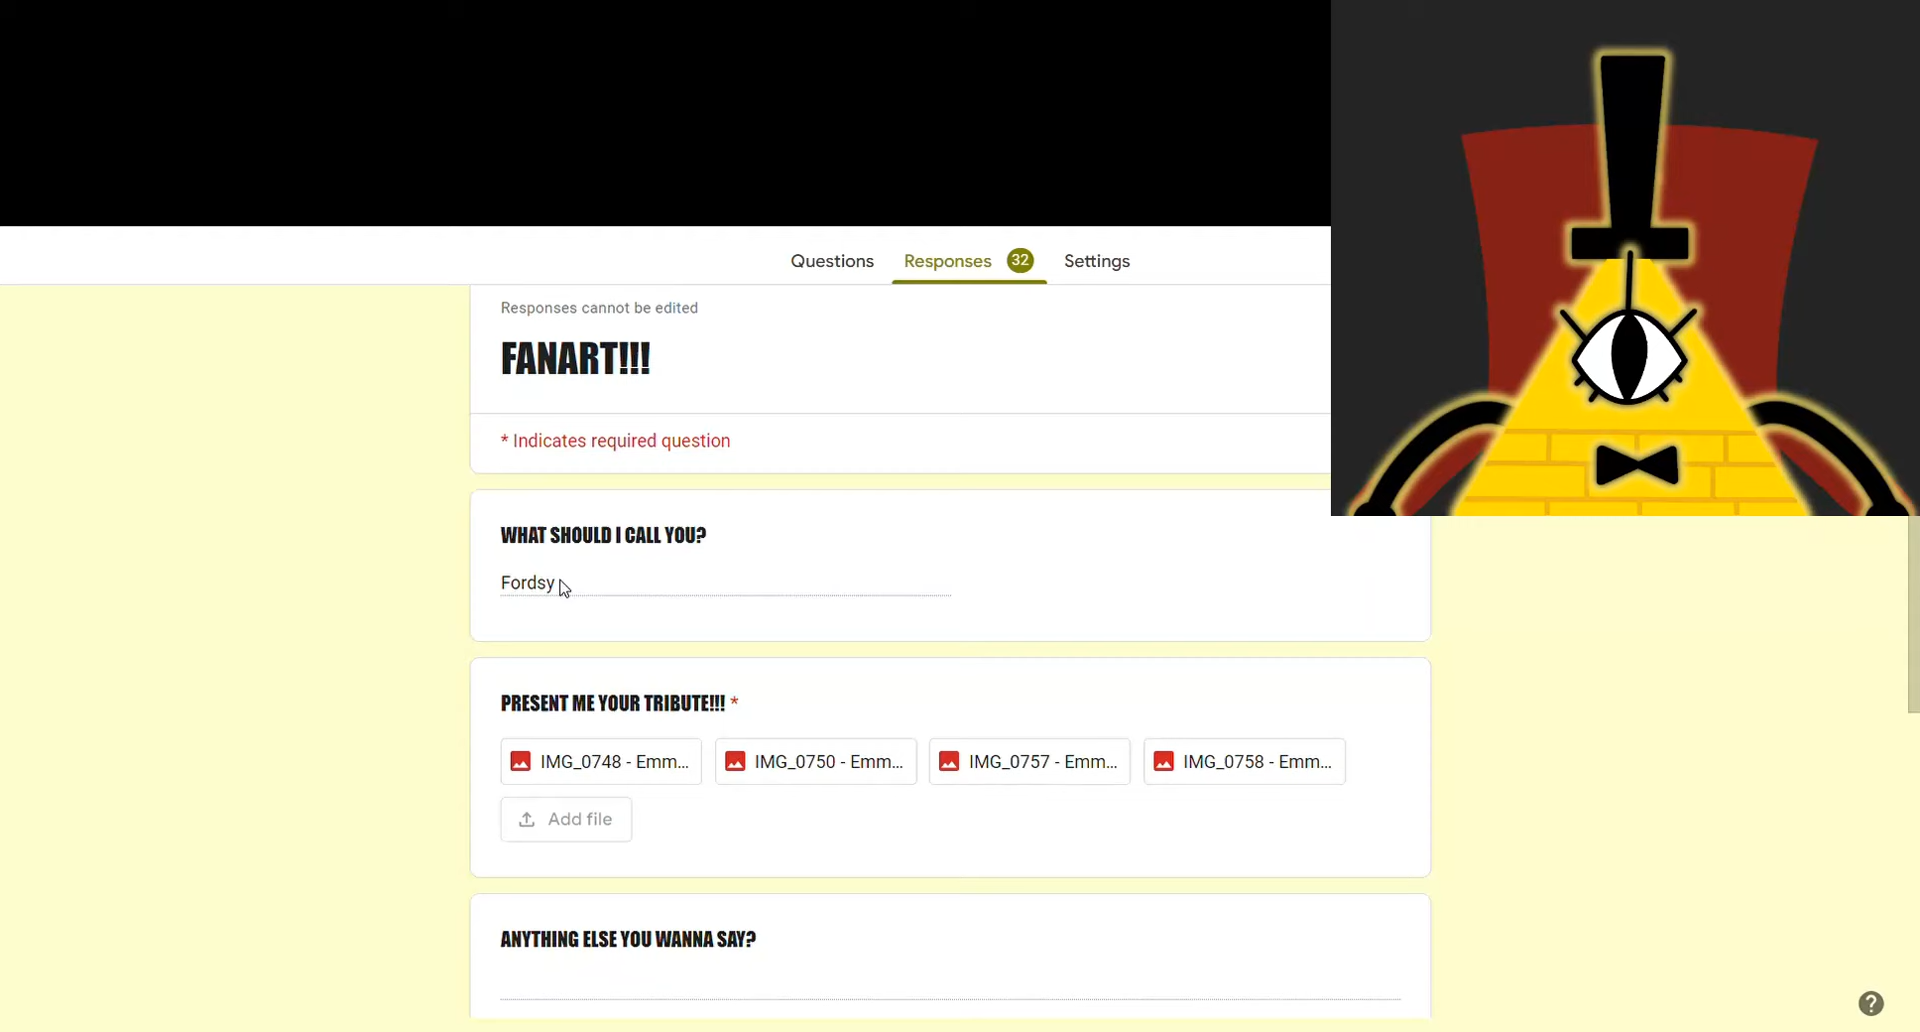 Questions Responses 32 Settings
Responses cannot be edited
FANART!!!
* Indicates required question
WHAT SHOULD I CALL YOU?
Fordsy
PRESENT ME YOUR TRIBUTE!!! *
IMG_0748 - Emm... IMG_0750 - Emm... IMG_0757 - Emm... IMG_0758 - Emm...
Add file
ANYTHING ELSE YOU WANNA SAY?
?